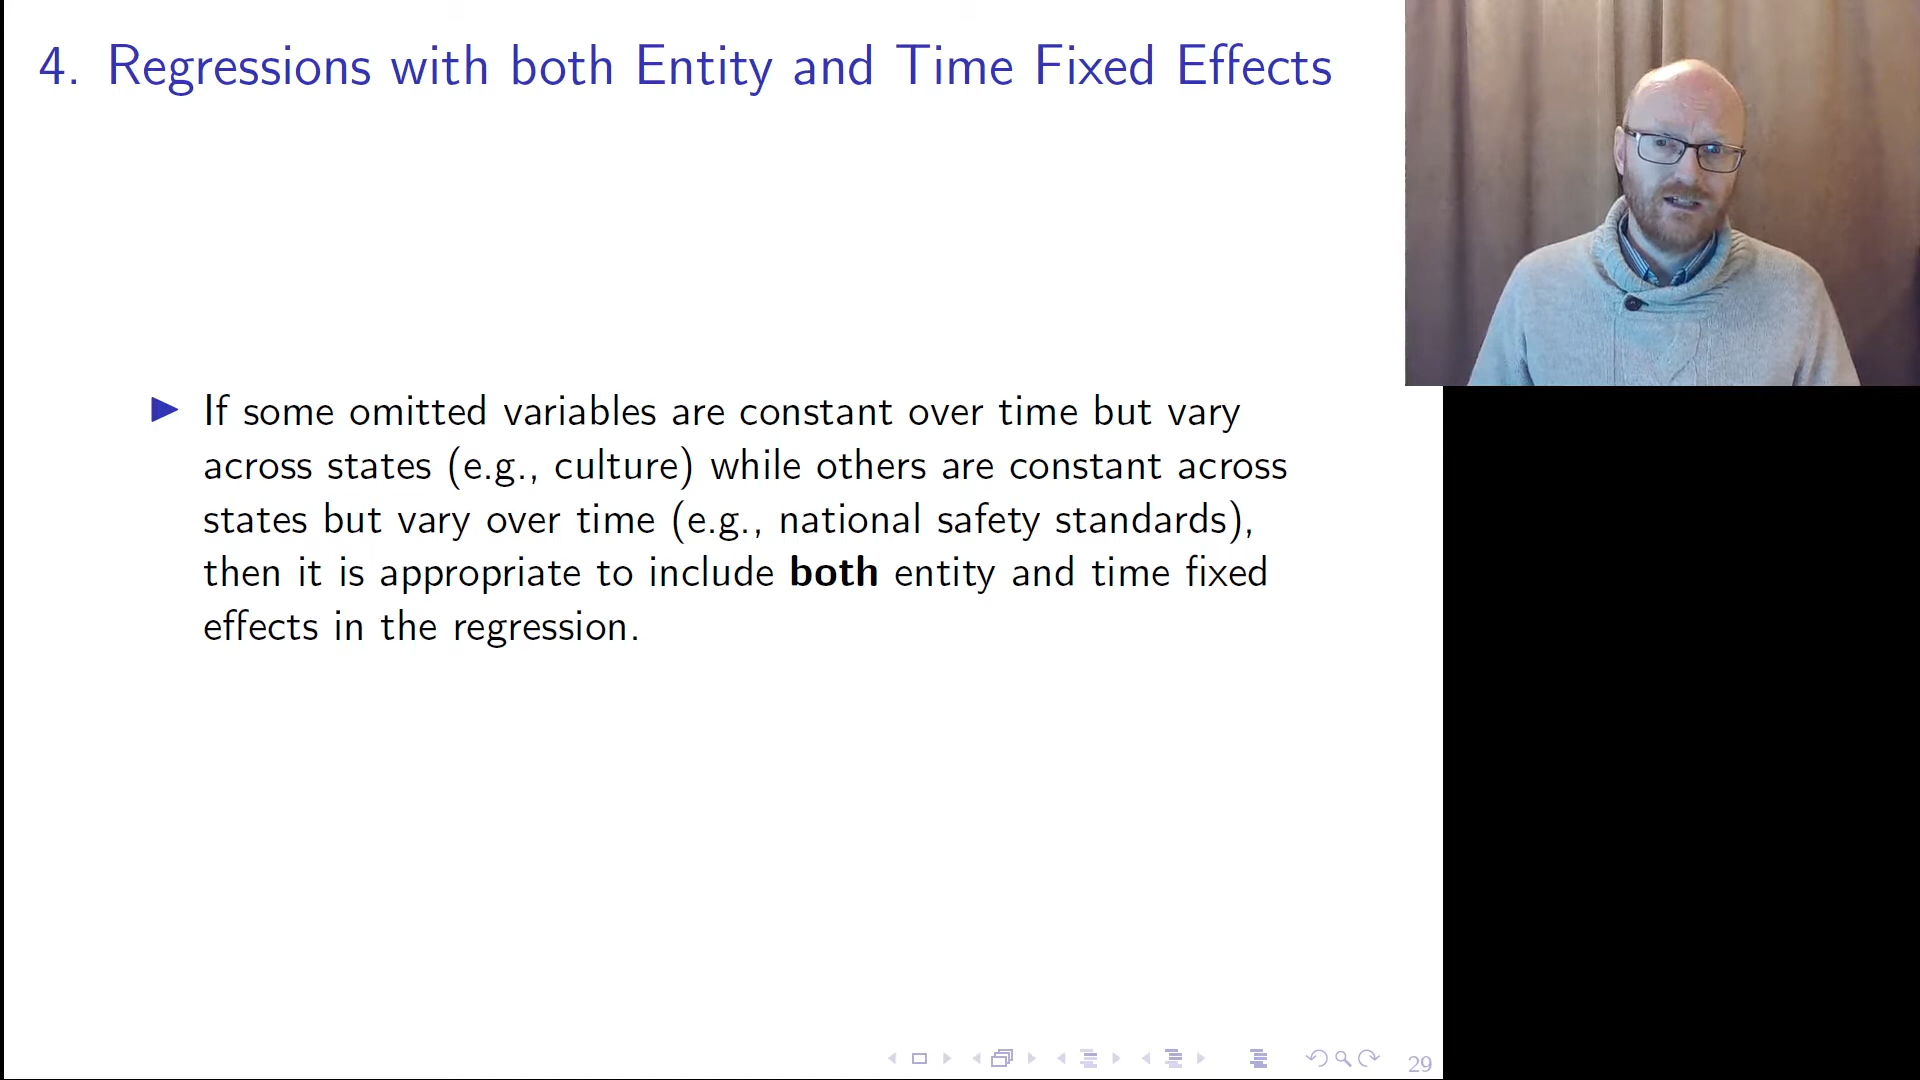 4. Regressions with both Entity and Time Fixed Effects
If some omitted variables are constant over time but vary
across states (e.g., culture) while others are constant across
states but vary over time (e.g., national safety standards),
then it is appropriate to include both entity and time fixed
effects in the regression.
29